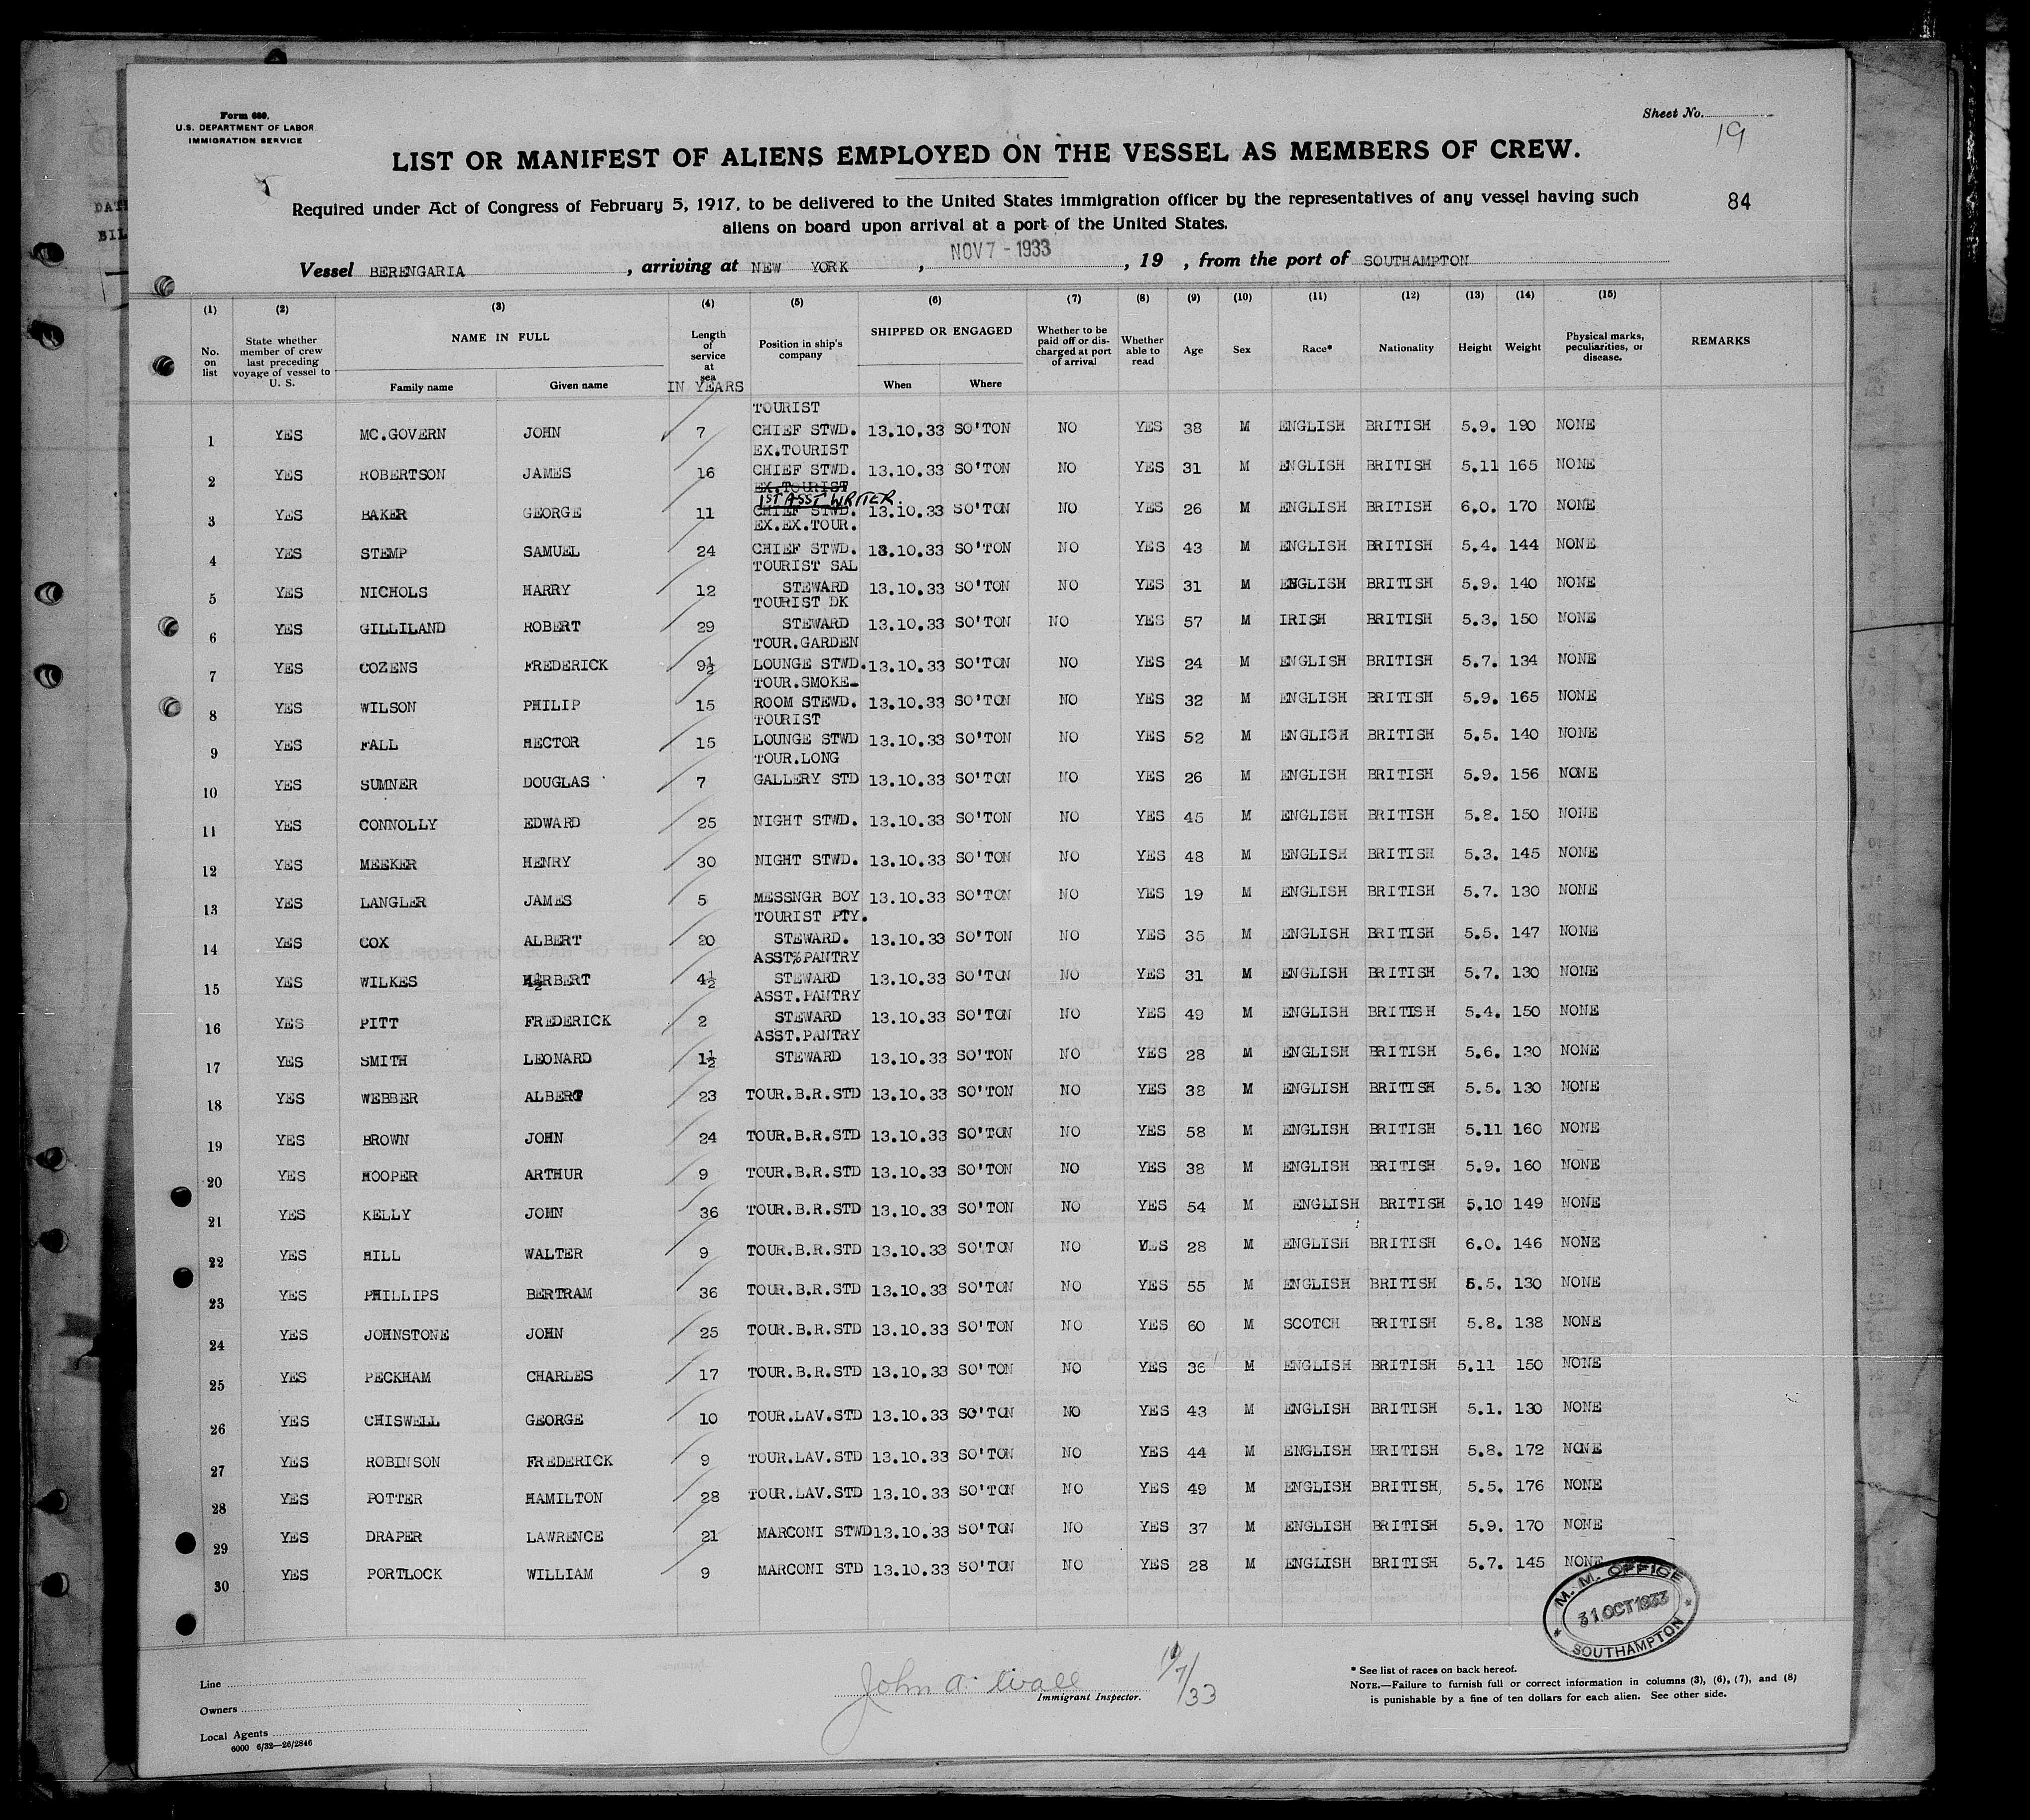 Form 680.
U.S. DEPARTMENT OF LABOR
IMMIGRATION SERVICE
Sheet No.
19
LIST OR MANIFEST OF ALIENS EMPLOYED ON THE VESSEL AS MEMBERS OF CREW.
Required under Act of Congress of February 5, 1917, to be delivered to the United States immigration officer by the representatives of any vessel having such
aliens on board upon arrival at a port of the United States.
84
Vessel BERENGARIA, arriving at NEW YORK, NOV 7 - 1933, 19 , from the port of SOUTHAMPTON
(1) (2) (3) (4) (5) (6) (7) (8) (9) (10) (11) (12) (13) (14) (15)
No. on list State whether member of crew last preceding voyage of vessel to U. S. NAME IN FULL Family name Given name Length of service at sea IN YEARS Position in ship's company SHIPPED OR ENGAGED When Where Whether to be paid off or discharged at port of arrival Whether able to read Age Sex Race* Nationality Height Weight Physical marks, peculiarities, or disease. REMARKS
1 YES MC.GOVERN JOHN 7 TOURIST CHIEF STWD. 13.10.33 SO'TON NO YES 38 M ENGLISH BRITISH 5.9. 190 NONE
2 YES ROBERTSON JAMES 16 EX.TOURIST CHIEF STWD. 13.10.33 SO'TON NO YES 31 M ENGLISH BRITISH 5.11 165 NONE
3 YES BAKER GEORGE 11 EX.TOURIST 1ST ASST WRITER. CHIEF STWD. 13.10.33 SO'TON NO YES 26 M ENGLISH BRITISH 6.0. 170 NONE
4 YES STEMP SAMUEL 24 EX.EX.TOUR. CHIEF STWD. 13.10.33 SO'TON NO YES 43 M ENGLISH BRITISH 5.4. 144 NONE
5 YES NICHOLS HARRY 12 TOURIST SAL STEWARD 13.10.33 SO'TON NO YES 31 M ENGLISH BRITISH 5.9. 140 NONE
6 YES GILLILAND ROBERT 29 TOURIST DK STEWARD 13.10.33 SO'TON NO YES 57 M IRISH BRITISH 5.3. 150 NONE
7 YES COZENS FREDERICK 9½ TOUR.GARDEN LOUNGE STWD. 13.10.33 SO'TON NO YES 24 M ENGLISH BRITISH 5.7. 134 NONE
8 YES WILSON PHILIP 15 TOUR.SMOKE- ROOM STEWD. 13.10.33 SO'TON NO YES 32 M ENGLISH BRITISH 5.9. 165 NONE
9 YES FALL HECTOR 15 TOURIST LOUNGE STWD 13.10.33 SO'TON NO YES 52 M ENGLISH BRITISH 5.5. 140 NONE
10 YES SUMNER DOUGLAS 7 TOUR.LONG GALLERY STD 13.10.33 SO'TON NO YES 26 M ENGLISH BRITISH 5.9. 156 NONE
11 YES CONNOLLY EDWARD 25 NIGHT STWD. 13.10.33 SO'TON NO YES 45 M ENGLISH BRITISH 5.8. 150 NONE
12 YES MEEKER HENRY 30 NIGHT STWD. 13.10.33 SO'TON NO YES 48 M ENGLISH BRITISH 5.3. 145 NONE
13 YES LANGLER JAMES 5 MESSNGR BOY 13.10.33 SO'TON NO YES 19 M ENGLISH BRITISH 5.7. 130 NONE
14 YES COX ALBERT 20 TOURIST PTY. STEWARD. 13.10.33 SO'TON NO YES 35 M ENGLISH BRITISH 5.5. 147 NONE
15 YES WILKES HERBERT 4½ ASST%PANTRY STEWARD 13.10.33 SO'TON NO YES 31 M ENGLISH BRITISH 5.7. 130 NONE
16 YES PITT FREDERICK 2 ASST.PANTRY STEWARD 13.10.33 SO'TON NO YES 49 M ENGLISH BRITISH 5.4. 150 NONE
17 YES SMITH LEONARD 1½ ASST.PANTRY STEWARD 13.10.33 SO'TON NO YES 28 M ENGLISH BRITISH 5.6. 130 NONE
18 YES WEBBER ALBERT 23 TOUR.B.R.STD 13.10.33 SO'TON NO YES 38 M ENGLISH BRITISH 5.5. 130 NONE
19 YES BROWN JOHN 24 TOUR.B.R.STD 13.10.33 SO'TON NO YES 58 M ENGLISH BRITISH 5.11 160 NONE
20 YES HOOPER ARTHUR 9 TOUR.B.R.STD 13.10.33 SO'TON NO YES 38 M ENGLISH BRITISH 5.9. 160 NONE
21 YES KELLY JOHN 36 TOUR.B.R.STD 13.10.33 SO'TON NO YES 54 M ENGLISH BRITISH 5.10 149 NONE
22 YES HILL WALTER 9 TOUR.B.R.STD 13.10.33 SO'TON NO YES 28 M ENGLISH BRITISH 6.0. 146 NONE
23 YES PHILLIPS BERTRAM 36 TOUR.B.R.STD 13.10.33 SO'TON NO YES 55 M ENGLISH BRITISH 5.5. 130 NONE
24 YES JOHNSTONE JOHN 25 TOUR.B.R.STD 13.10.33 SO'TON NO YES 60 M SCOTCH BRITISH 5.8. 138 NONE
25 YES PECKHAM CHARLES 17 TOUR.B.R.STD 13.10.33 SO'TON NO YES 36 M ENGLISH BRITISH 5.11 150 NONE
26 YES CHISWELL GEORGE 10 TOUR.LAV.STD 13.10.33 SO'TON NO YES 43 M ENGLISH BRITISH 5.1. 130 NONE
27 YES ROBINSON FREDERICK 9 TOUR.LAV.STD 13.10.33 SO'TON NO YES 44 M ENGLISH BRITISH 5.8. 172 NONE
28 YES POTTER HAMILTON 28 TOUR.LAV.STD 13.10.33 SO'TON NO YES 49 M ENGLISH BRITISH, 5.5. 176 NONE
29 YES DRAPER LAWRENCE 21 MARCONI STWD 13.10.33 SO'TON NO YES 37 M ENGLISH BRITISH 5.9. 170 NONE
30 YES PORTLOCK WILLIAM 9 MARCONI STD 13.10.33 SO'TON NO YES 28 M ENGLISH BRITISH 5.7. 145 NONE
M. M. OFFICE
31 OCT 1933
SOUTHAMPTON
Line
Owners
Local Agents
6000 6/32—26/2846
John A. Wall
Immigrant Inspector.
* See list of races on back hereof.
NOTE.—Failure to furnish full or correct information in columns (3), (6), (7), and (8)
is punishable by a fine of ten dollars for each alien. See other side.